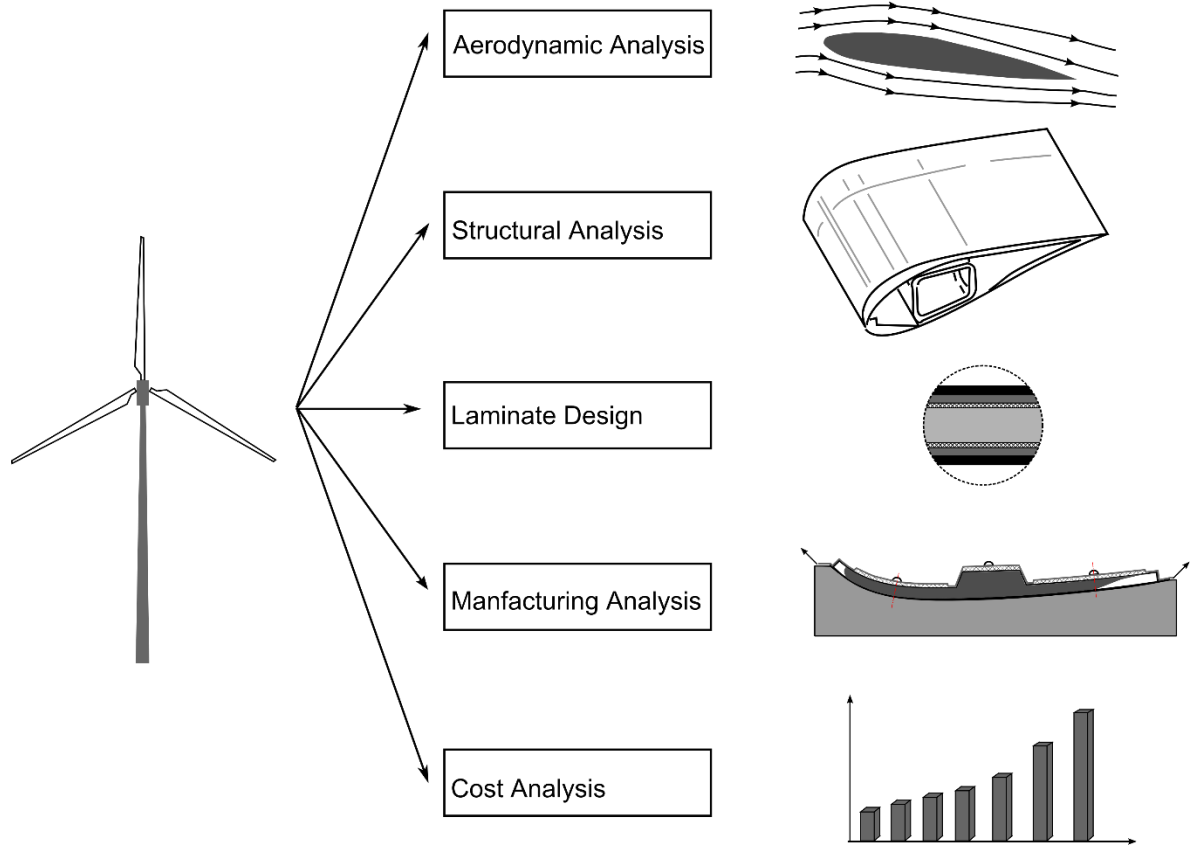 Aerodynamic Analysis
Structural Analysis
Laminate Design
Manfacturing Analysis
Cost Analysis